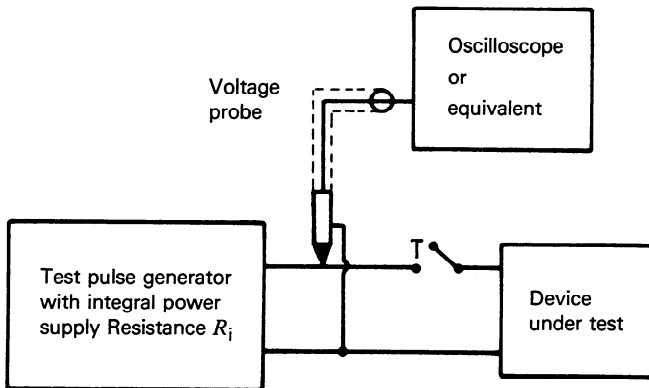 Oscilloscope
or
equivalent
Voltage
probe
T
Test pulse generator
with integral power
supply Resistance Ri
Device
under test